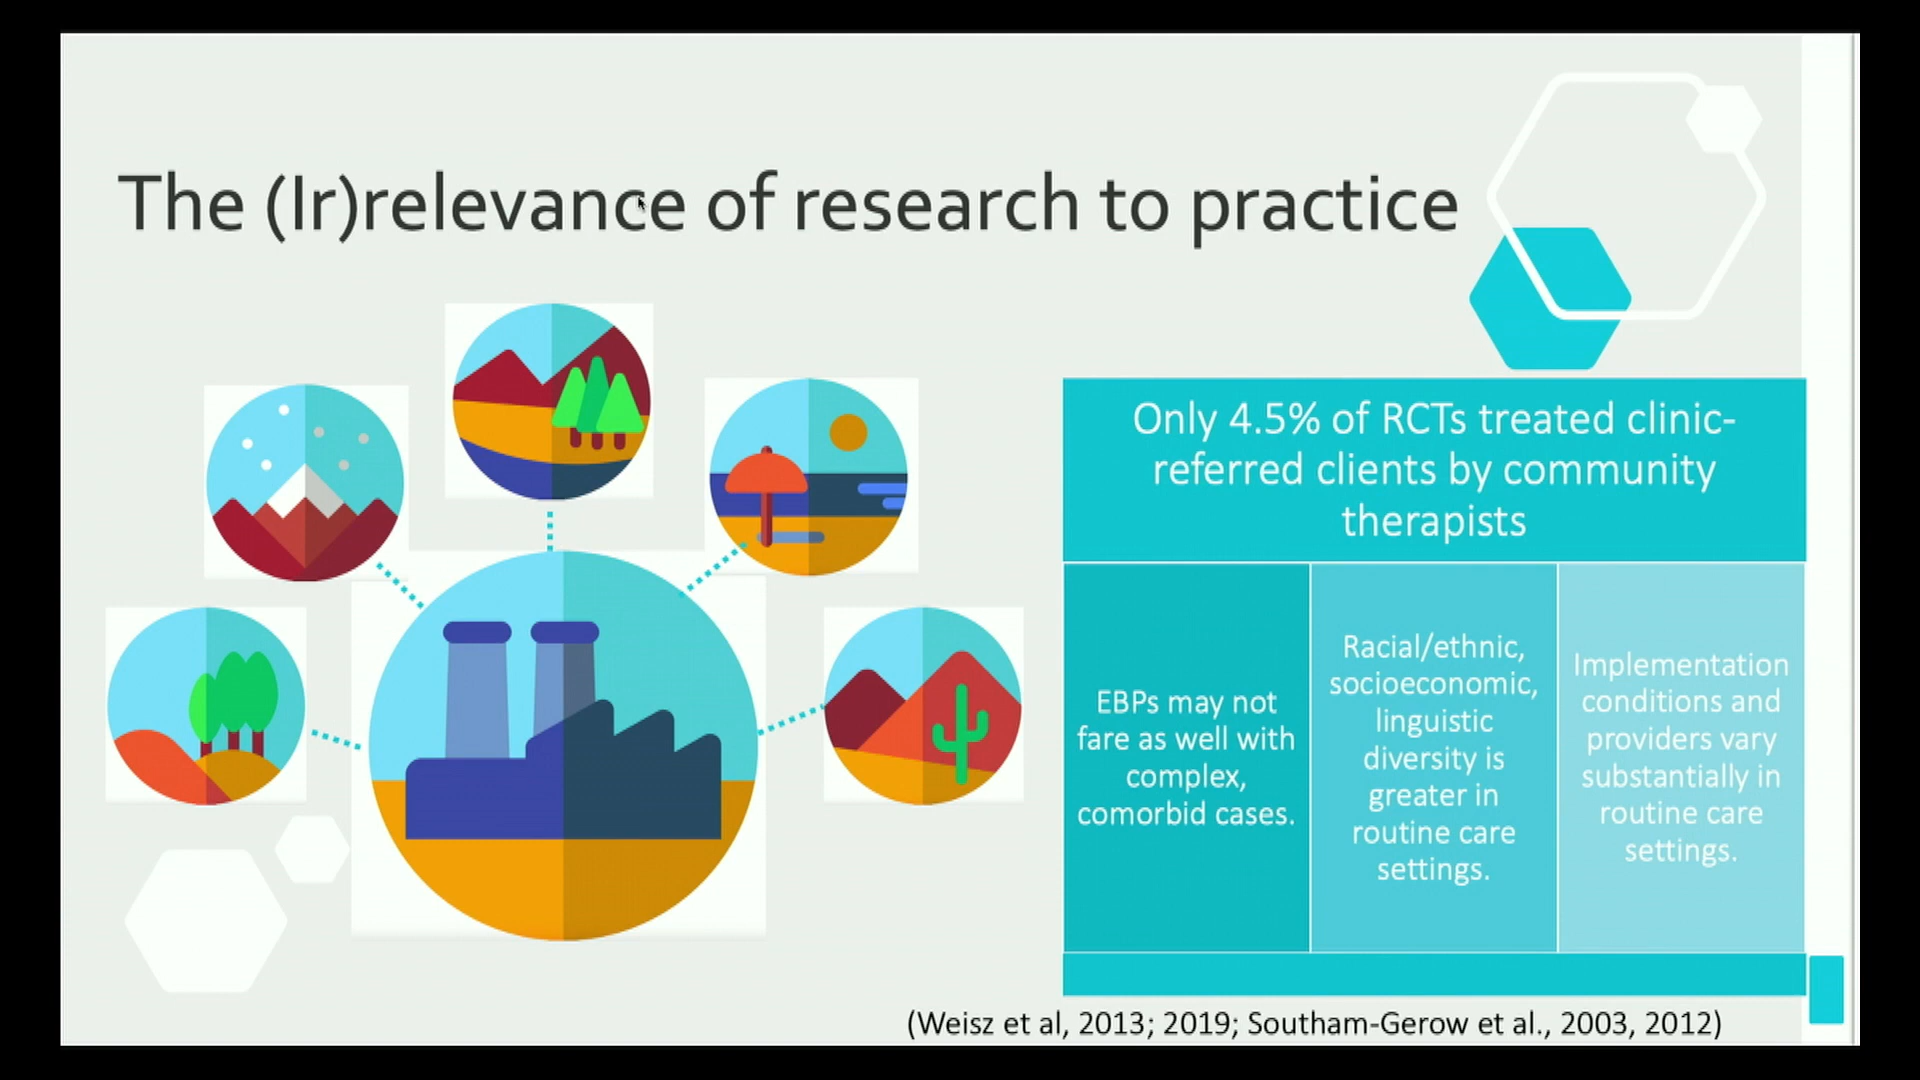 The (Ir)relevance of research to practice
Only 4.5% of RCTs treated clinic-
referred clients by community
therapists
EBPs may not
fare as well with
complex,
comorbid cases.
Racial/ethnic,
socioeconomic,
linguistic
diversity is
greater in
routine care
settings.
Implementation
conditions and
providers vary
substantially in
routine care
settings.
(Weisz et al, 2013; 2019; Southam-Gerow et al., 2003, 2012)